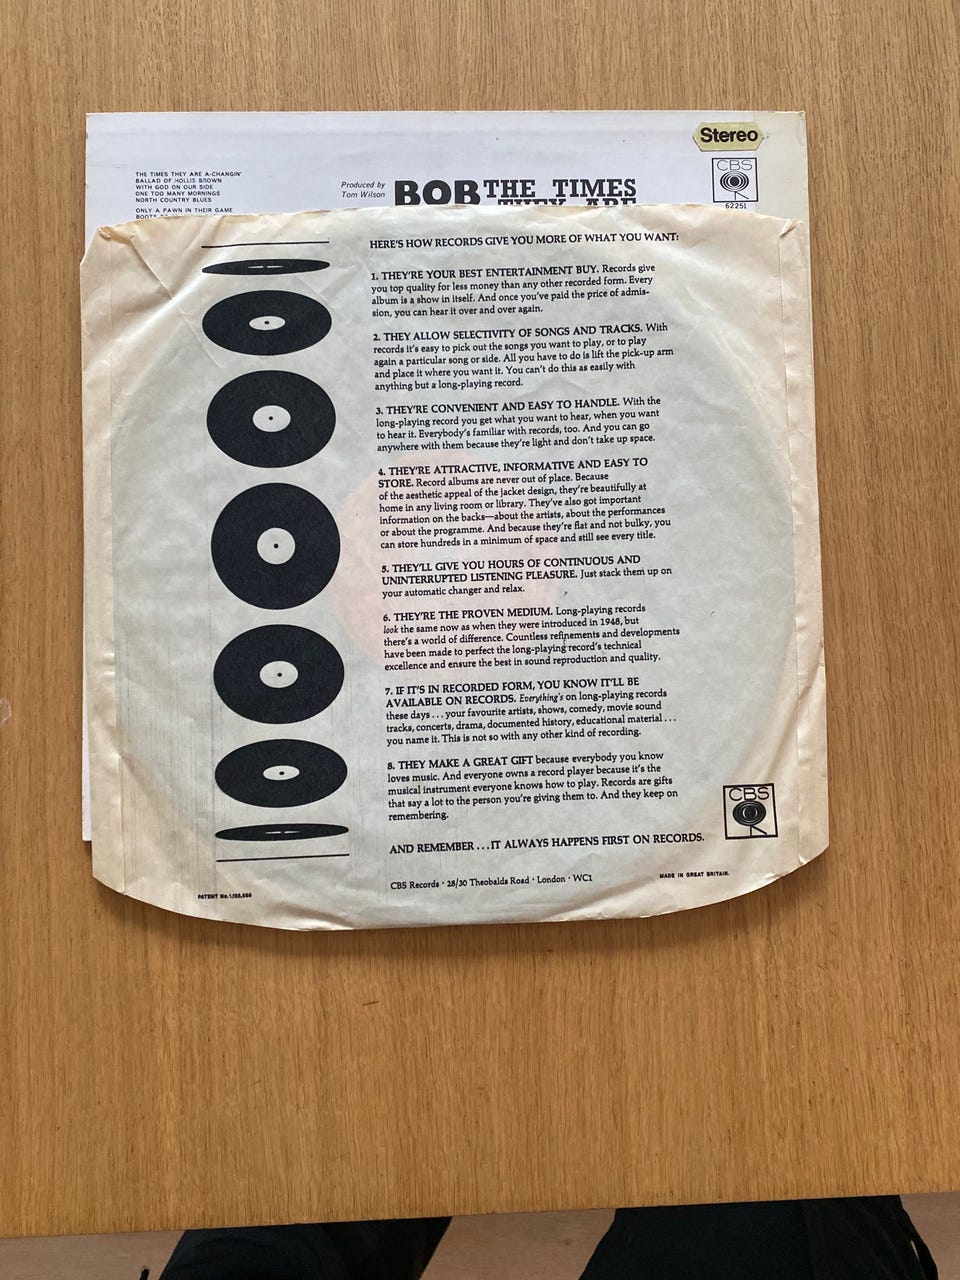 Stereo
CBS
62251
THE TIMES THEY ARE A-CHANGIN'
BALLAD OF HOLLIS BROWN
WITH GOD ON OUR SIDE
ONE TOO MANY MORNINGS
NORTH COUNTRY BLUES
ONLY A PAWN IN THEIR GAME
BOOTS OF
Produced by
Tom Wilson
BOB THE TIMES
THEY ARE
HERE'S HOW RECORDS GIVE YOU MORE OF WHAT YOU WANT:
1. THEY'RE YOUR BEST ENTERTAINMENT BUY. Records give
you top quality for less money than any other recorded form. Every
album is a show in itself. And once you've paid the price of admis-
sion, you can hear it over and over again.
2. THEY ALLOW SELECTIVITY OF SONGS AND TRACKS. With
records it's easy to pick out the songs you want to play, or to play
again a particular song or side. All you have to do is lift the pick-up arm
and place it where you want it. You can't do this as easily with
anything but a long-playing record.
3. THEY'RE CONVENIENT AND EASY TO HANDLE. With the
long-playing record you get what you want to hear, when you want
to hear it. Everybody's familiar with records, too. And you can go
anywhere with them because they're light and don't take up space.
4. THEY'RE ATTRACTIVE, INFORMATIVE AND EASY TO
STORE. Record albums are never out of place. Because
of the aesthetic appeal of the jacket design, they're beautifully at
home in any living room or library. They've also got important
information on the backs—about the artists, about the performances
or about the programme. And because they're flat and not bulky, you
can store hundreds in a minimum of space and still see every title.
5. THEY'LL GIVE YOU HOURS OF CONTINUOUS AND
UNINTERRUPTED LISTENING PLEASURE. Just stack them up on
your automatic changer and relax.
6. THEY'RE THE PROVEN MEDIUM. Long-playing records
look the same now as when they were introduced in 1948, but
there's a world of difference. Countless refinements and developments
have been made to perfect the long-playing record's technical
excellence and ensure the best in sound reproduction and quality.
7. IF IT'S IN RECORDED FORM, YOU KNOW IT'LL BE
AVAILABLE ON RECORDS. Everything's on long-playing records
these days . . . your favourite artists, shows, comedy, movie sound
tracks, concerts, drama, documented history, educational material . . .
you name it. This is not so with any other kind of recording.
8. THEY MAKE A GREAT GIFT because everybody you know
loves music. And everyone owns a record player because it's the
musical instrument everyone knows how to play. Records are gifts
that say a lot to the person you're giving them to. And they keep on
remembering.
AND REMEMBER . . . IT ALWAYS HAPPENS FIRST ON RECORDS.
CBS
CBS Records · 28/30 Theobalds Road · London · WC1
MADE IN GREAT BRITAIN.
PATENT No.